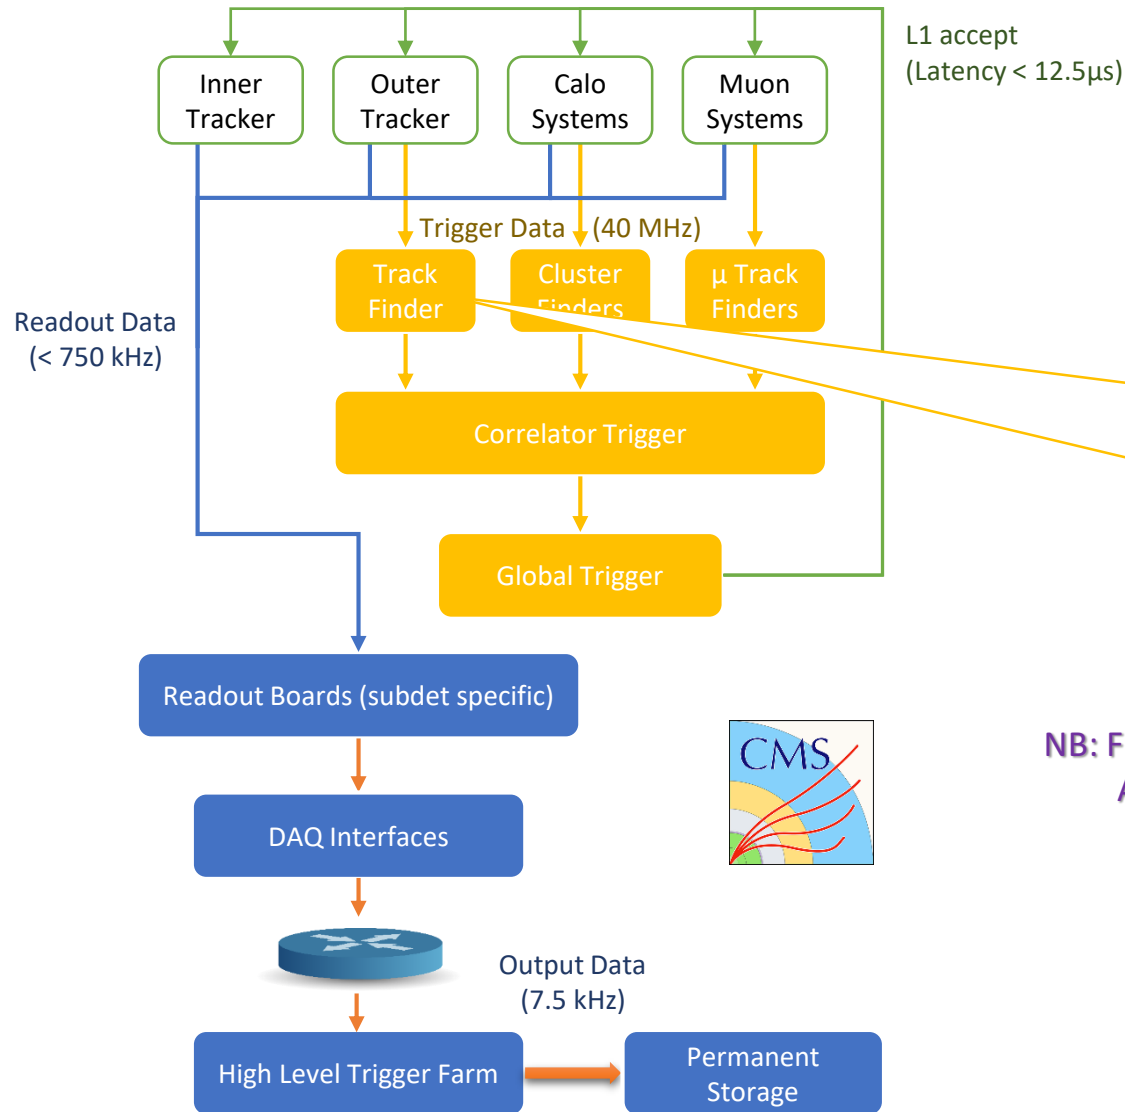 L1 accept
(Latency < 12.5µs)
Inner
Tracker
Outer
Tracker
Calo
Systems
Muon
Systems
Trigger Data (40 MHz)
Track
Finder
Cluster
Finders
µ Track
Finders
Readout Data
(< 750 kHz)
Correlator Trigger
Global Trigger
Readout Boards (subdet specific)
CMS
NB: F
A
DAQ Interfaces
Output Data
(7.5 kHz)
High Level Trigger Farm
Permanent
Storage